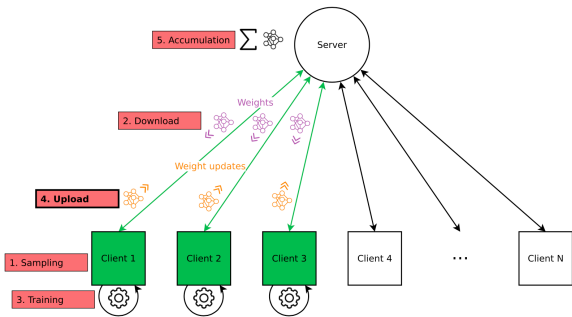 5. Accumulation
∑
Server
Weights
2. Download
Weight updates
4. Upload
1. Sampling
Client 1
Client 2
Client 3
Client 4
...
Client N
3. Training